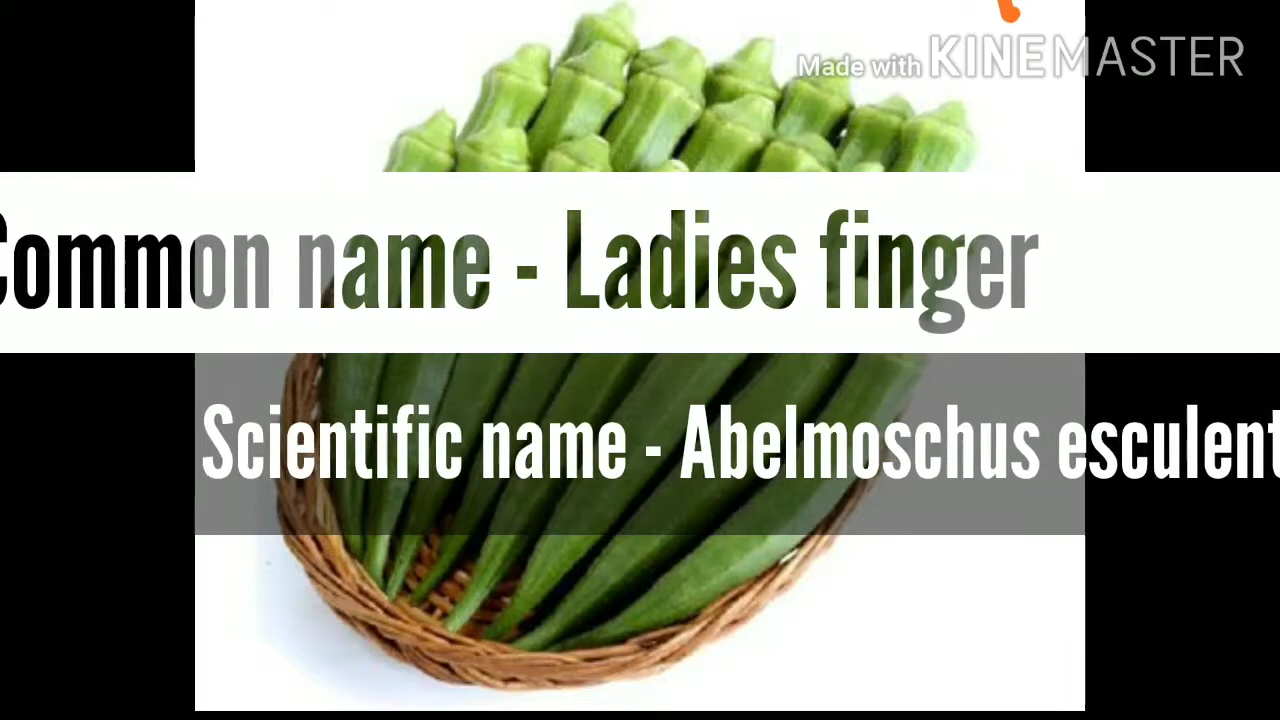 Made with KINEMASTER
Common name - Ladies finger
Scientific name - Abelmoschus esculent